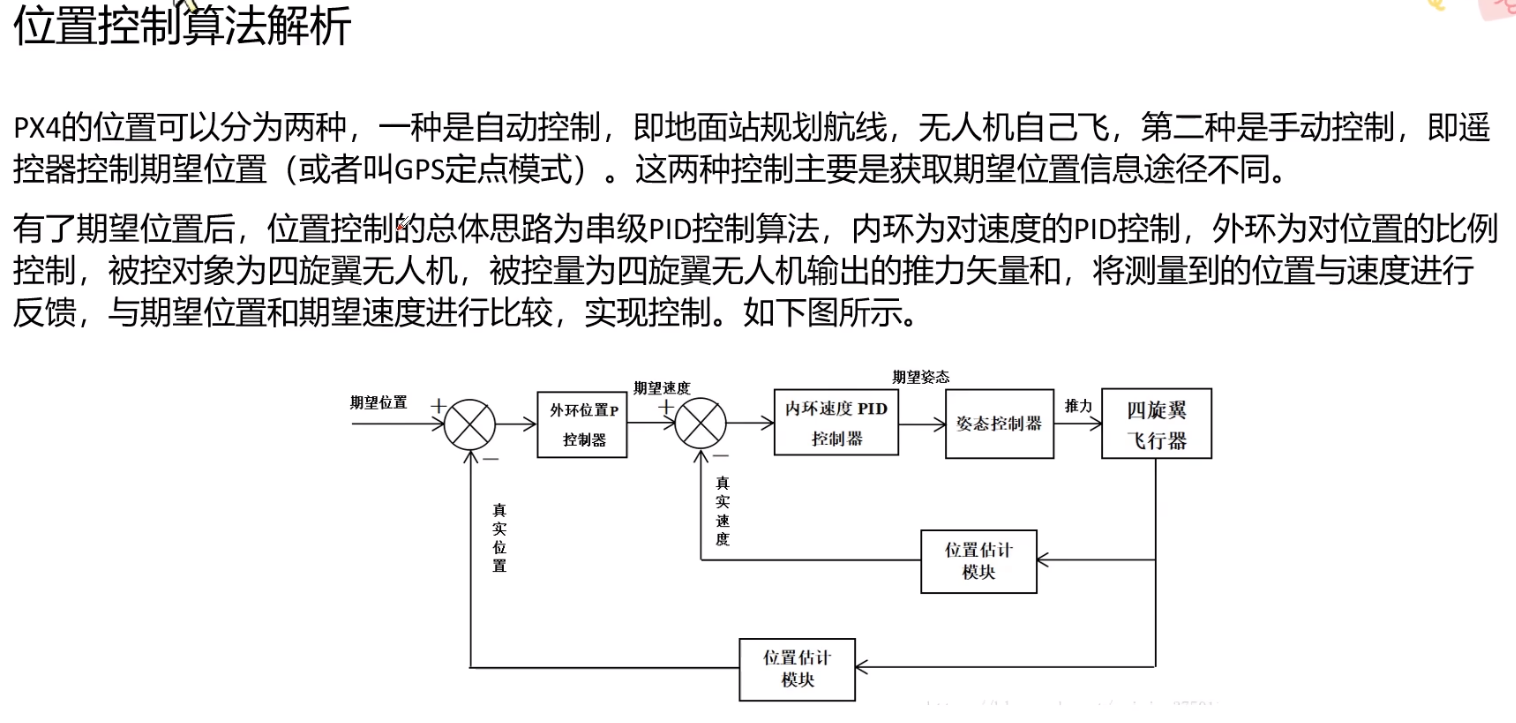 位置控制算法解析
PX4的位置可以分为两种，一种是自动控制，即地面站规划航线，无人机自己飞，第二种是手动控制，即遥
控器控制期望位置（或者叫GPS定点模式）。这两种控制主要是获取期望位置信息途径不同。
有了期望位置后，位置控制的总体思路为串级PID控制算法，内环为对速度的PID控制，外环为对位置的比例
控制，被控对象为四旋翼无人机，被控量为四旋翼无人机输出的推力矢量和，将测量到的位置与速度进行
反馈，与期望位置和期望速度进行比较，实现控制。如下图所示。
期望位置
+
−
外环位置P
控制器
期望速度
+
−
内环速度 PID
控制器
期望姿态
姿态控制器
推力
四旋翼
飞行器
真实速度
位置估计
模块
真实位置
位置估计
模块